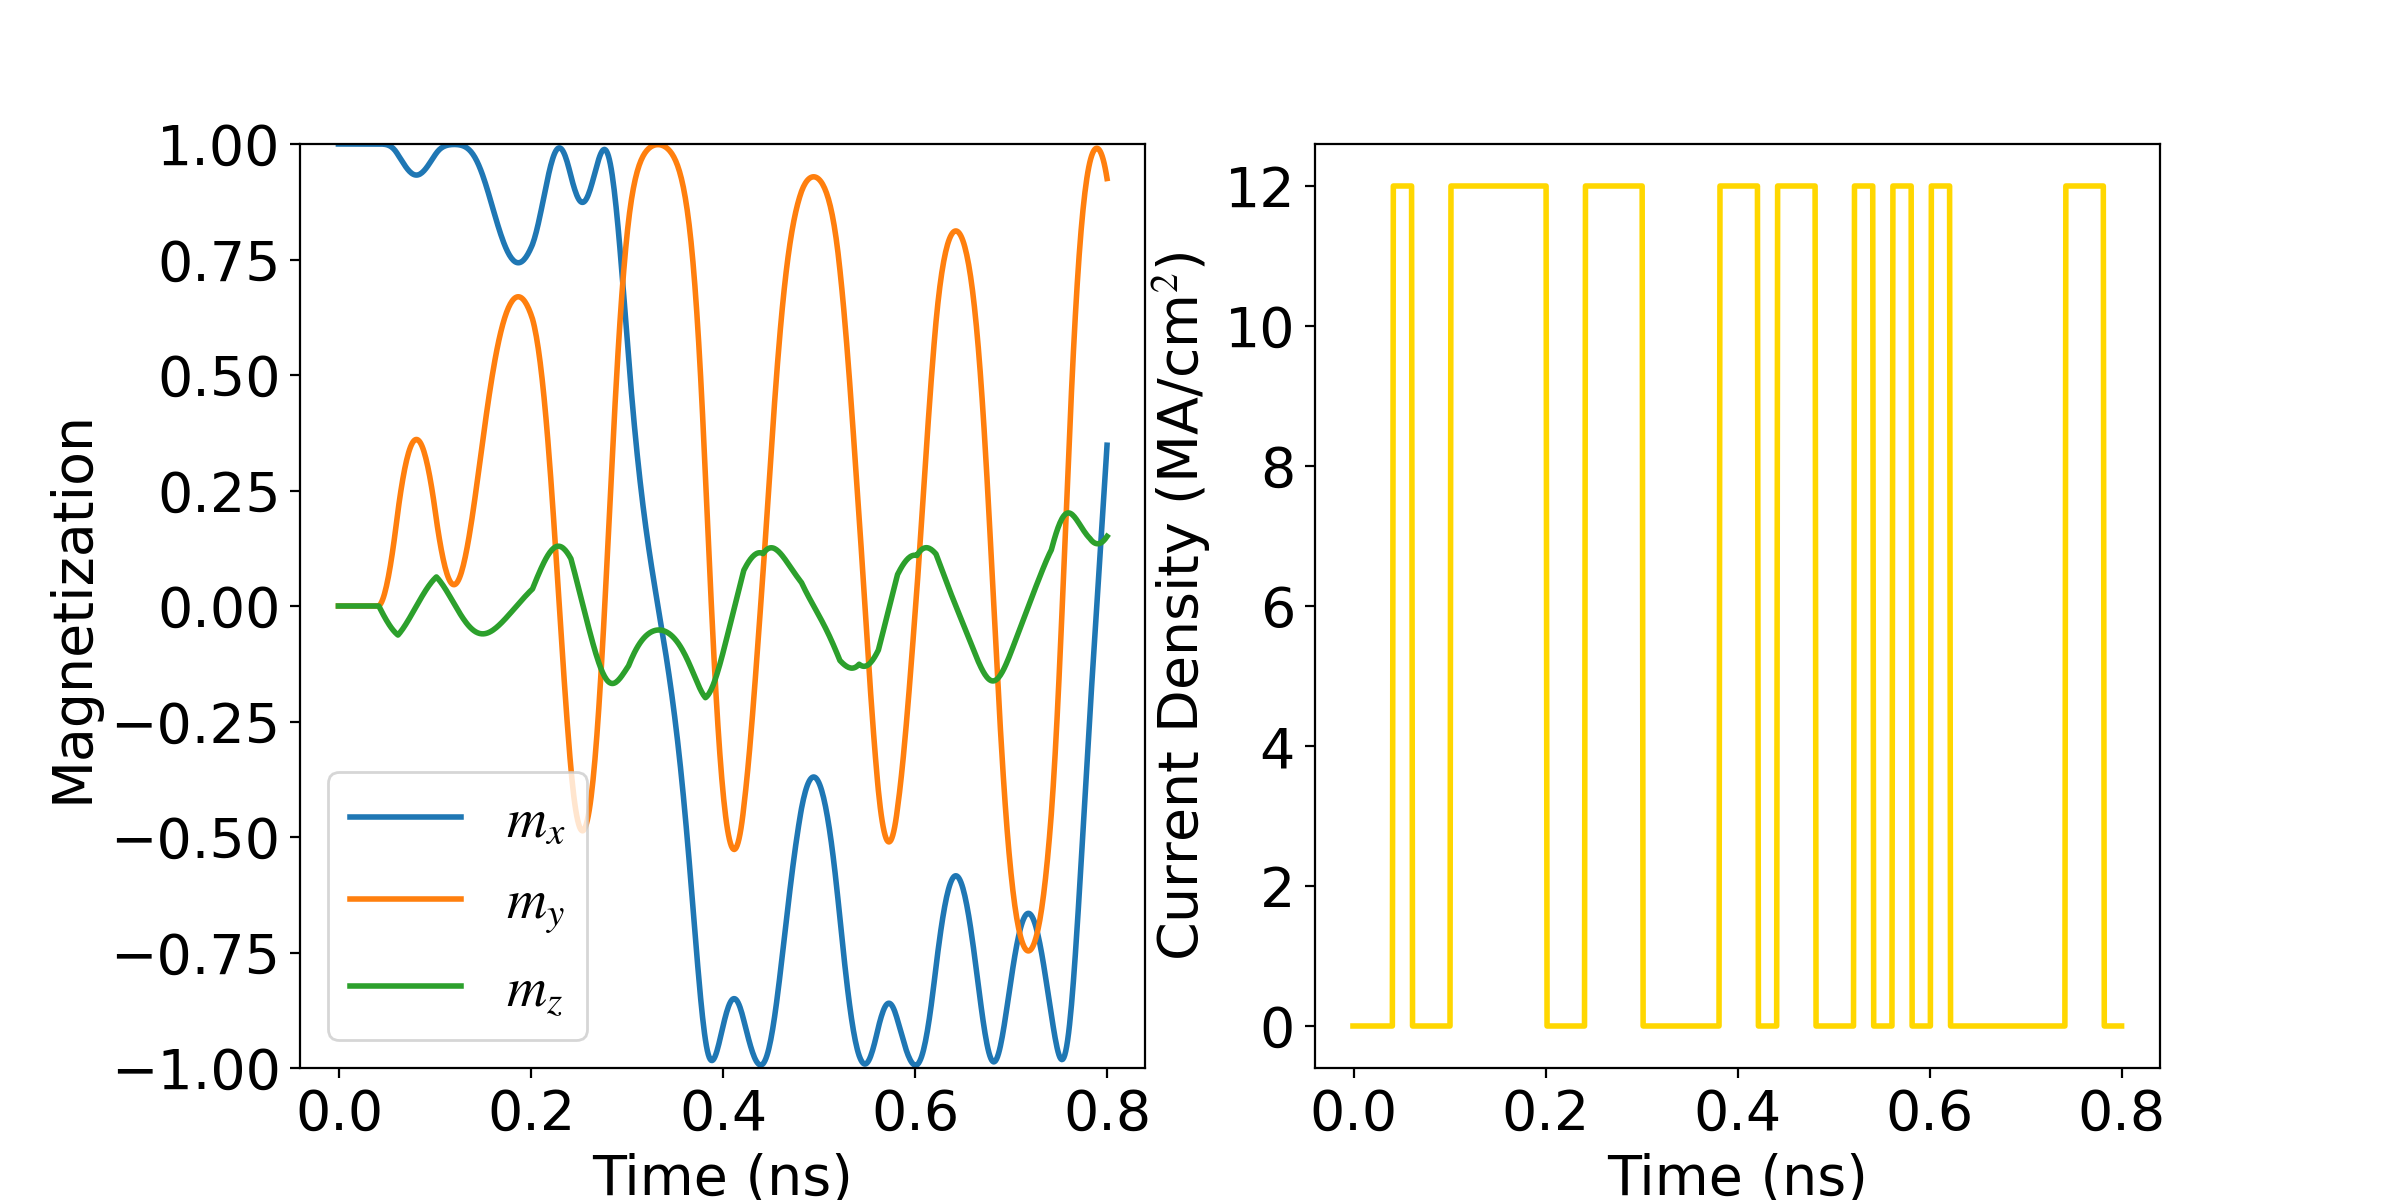 Magnetization
1.00
0.75
0.50
0.25
0.00
−0.25
−0.50
−0.75
−1.00
m_x
m_y
m_z
0.0 0.2 0.4 0.6 0.8
Time (ns)
Current Density (MA/cm²)
12
10
8
6
4
2
0
0.0 0.2 0.4 0.6 0.8
Time (ns)